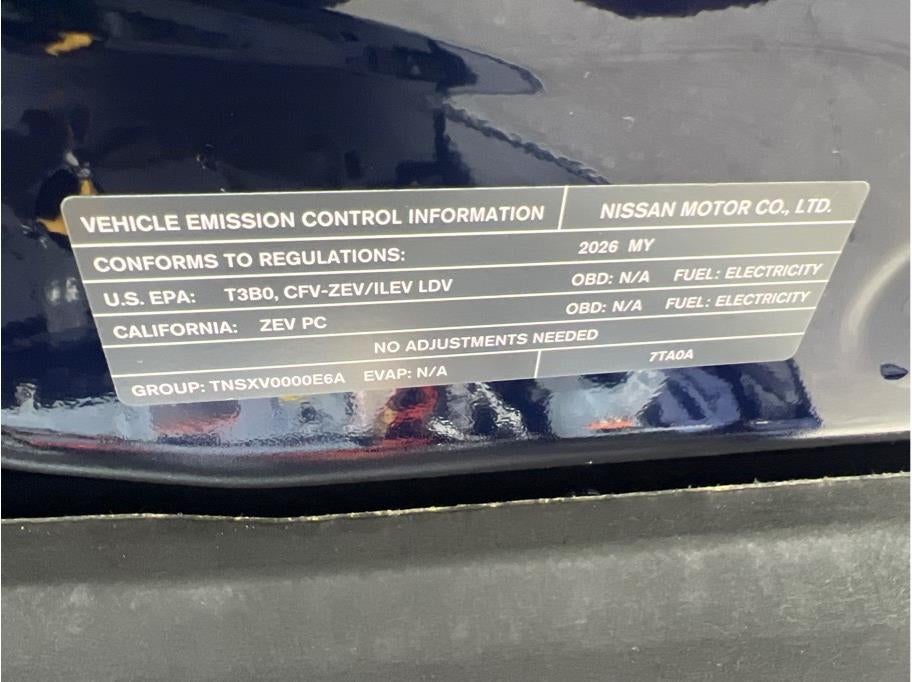 VEHICLE EMISSION CONTROL INFORMATION NISSAN MOTOR CO., LTD.
CONFORMS TO REGULATIONS: 2026 MY
U.S. EPA: T3B0, CFV-ZEV/ILEV LDV OBD: N/A FUEL: ELECTRICITY
CALIFORNIA: ZEV PC OBD: N/A FUEL: ELECTRICITY
NO ADJUSTMENTS NEEDED
GROUP: TNSXV0000E6A EVAP: N/A 7TA0A